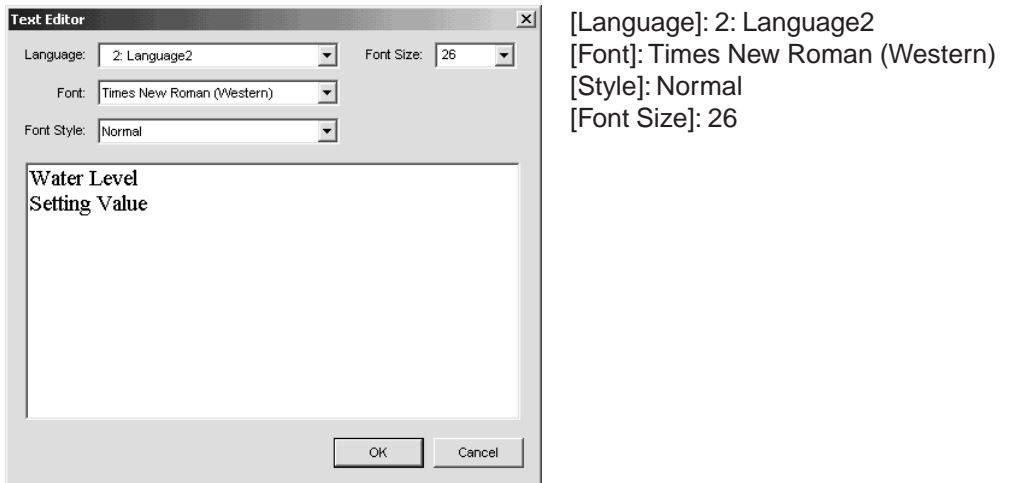 Text Editor
Language: 2: Language2 Font Size: 26
Font: Times New Roman (Western)
Font Style: Normal
Water Level
Setting Value
OK Cancel
[Language]: 2: Language2
[Font]: Times New Roman (Western)
[Style]: Normal
[Font Size]: 26